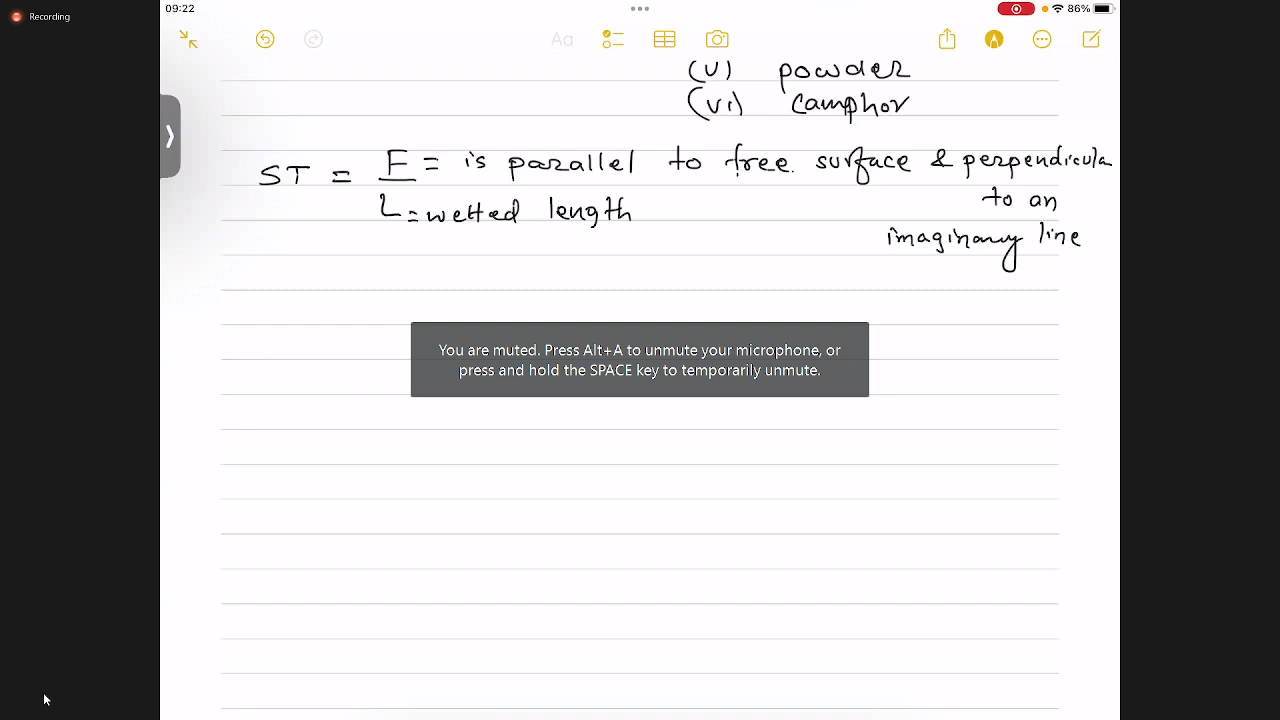 Recording
09:22
86%
Aa
(v) powder
(vi) camphor
ST = F = is parallel to free surface & perpendicula
L = wetted length
to an
imaginary line
You are muted. Press Alt+A to unmute your microphone, or
press and hold the SPACE key to temporarily unmute.